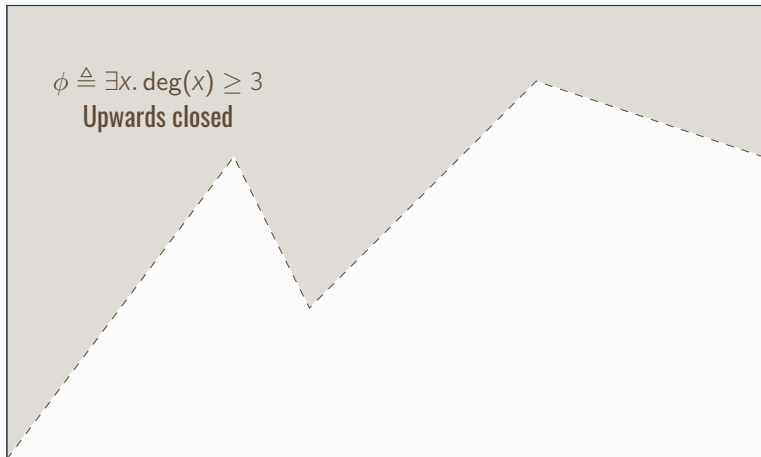 ϕ ≜ ∃x. deg(x) ≥ 3
Upwards closed